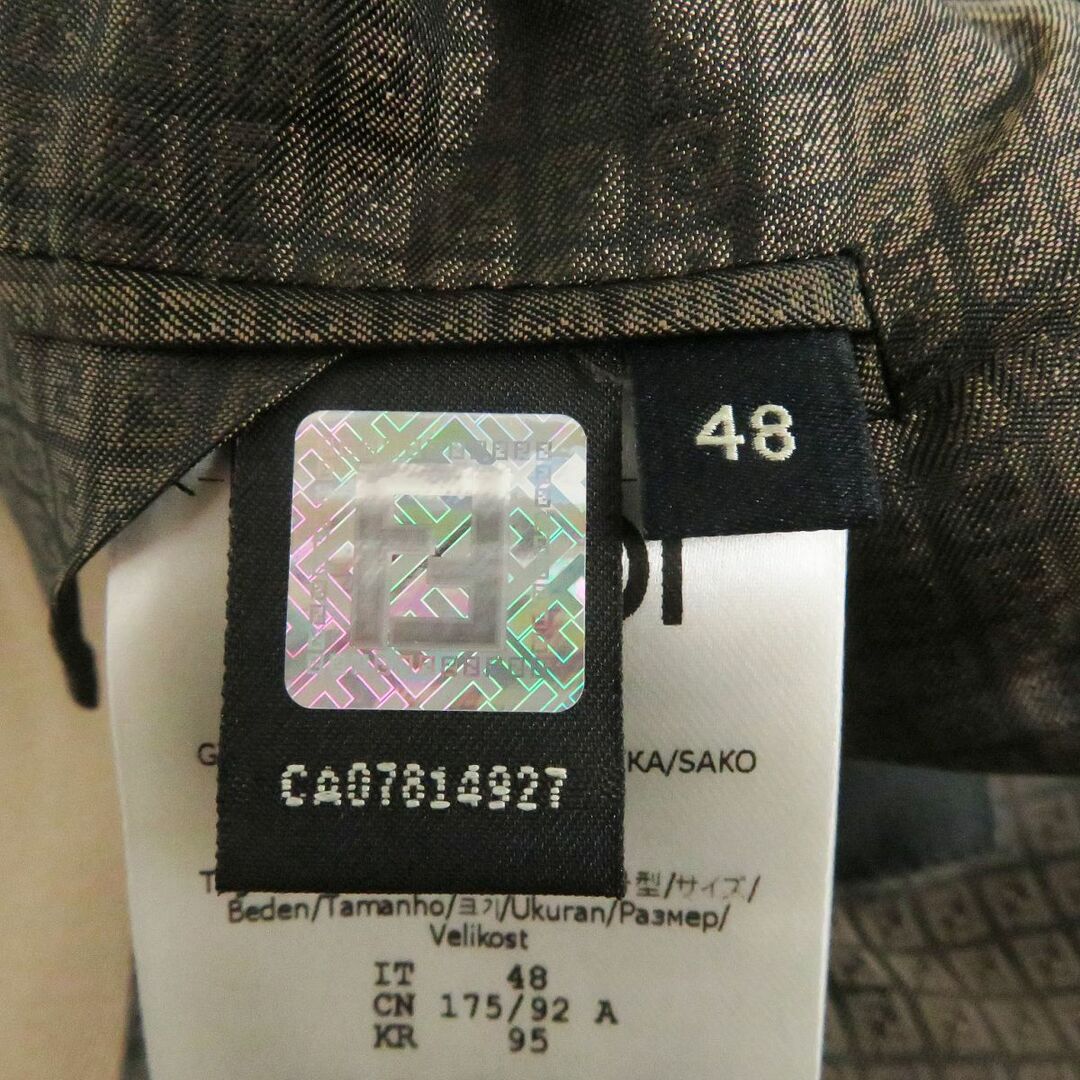 48
KA/SAKO
CA07814927
型/サイズ/
Beden/Tamanho/크기/Ukuran/Размер/
Velikost
IT 48
CN 175/92 A
KR 95